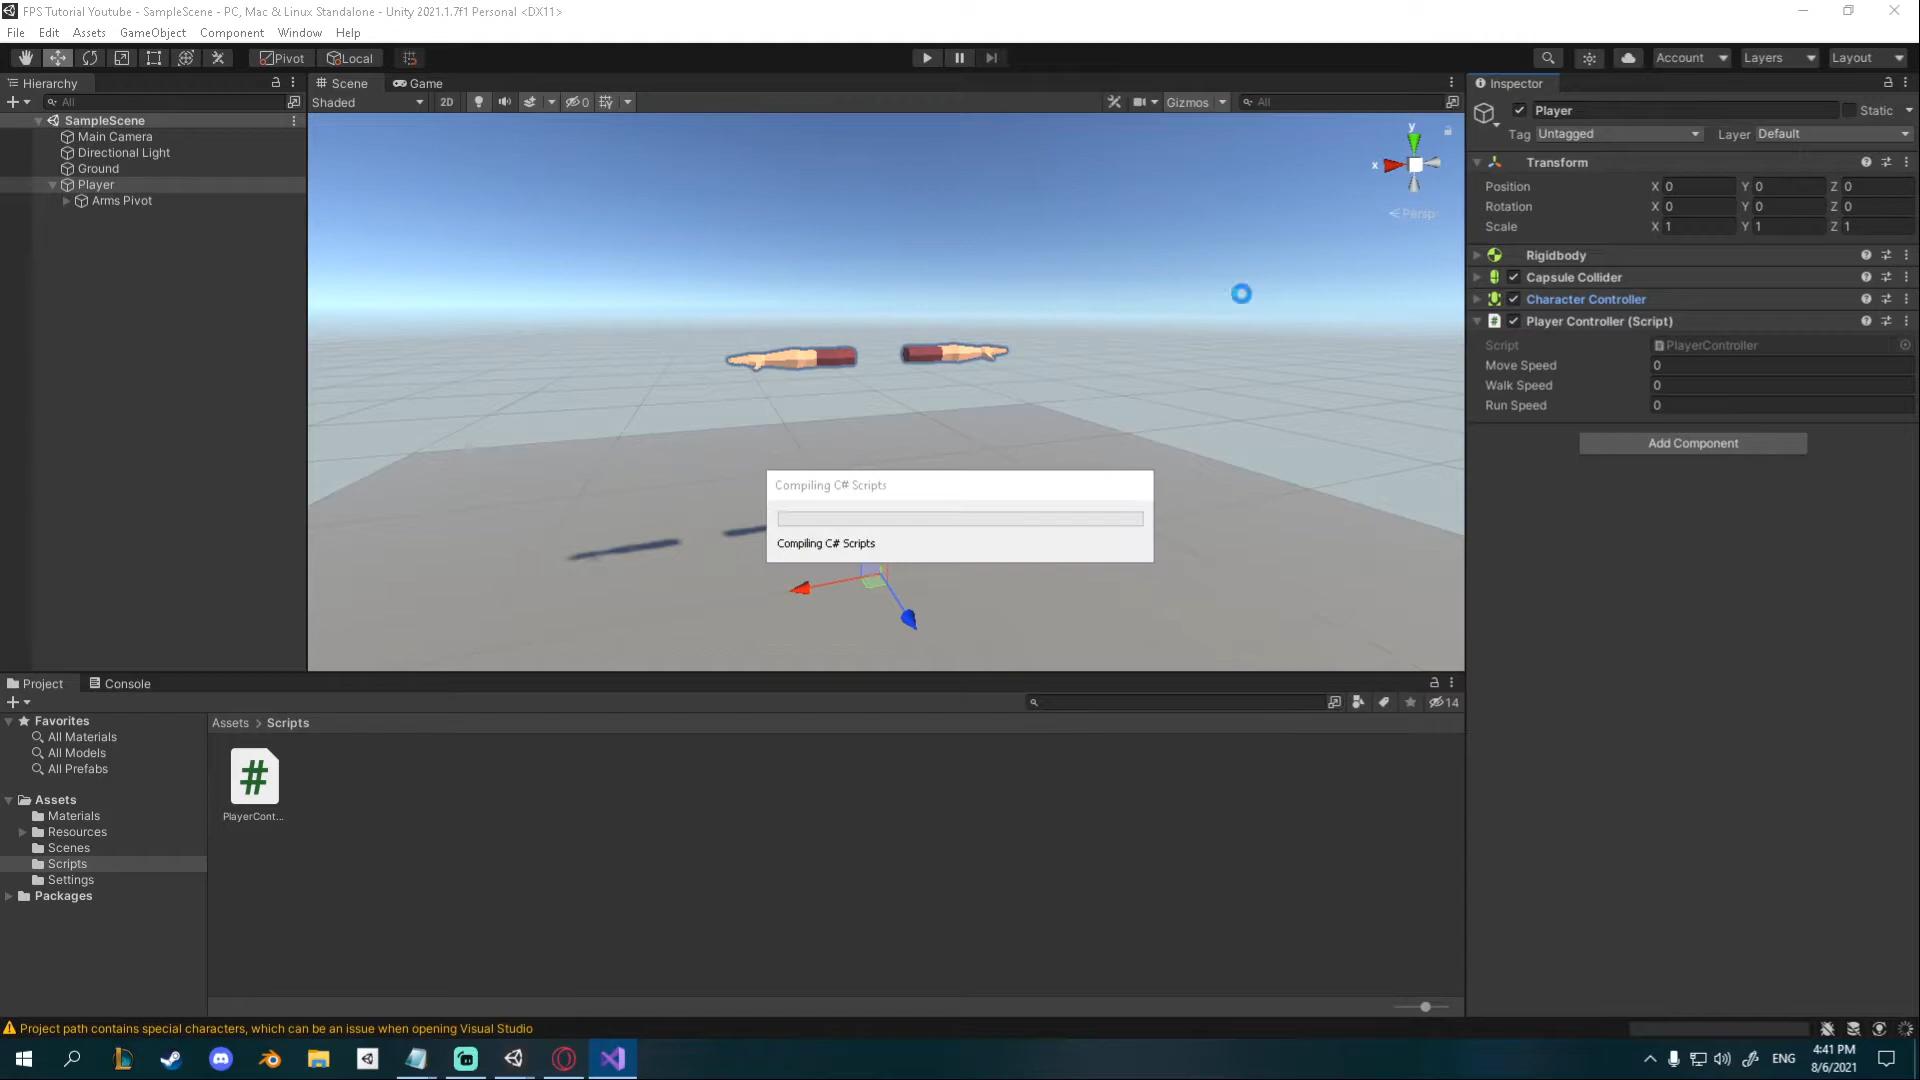 FPS Tutorial Youtube - SampleScene - PC, Mac & Linux Standalone - Unity 2021.1.7f1 Personal <DX11>
File Edit Assets GameObject Component Window Help
Pivot Local Account Layers Layout
Hierarchy
All
SampleScene
Main Camera
Directional Light
Ground
Player
Arms Pivot
Scene Game
Shaded 2D 0 Gizmos All
y
x
Persp
Compiling C# Scripts
Compiling C# Scripts
Inspector
Player Static
Tag Untagged Layer Default
Transform
Position X 0 Y 0 Z 0
Rotation X 0 Y 0 Z 0
Scale X 1 Y 1 Z 1
Rigidbody
Capsule Collider
Character Controller
# Player Controller (Script)
Script PlayerController
Move Speed 0
Walk Speed 0
Run Speed 0
Add Component
Project Console
14
Favorites
All Materials
All Models
All Prefabs
Assets
Materials
Resources
Scenes
Scripts
Settings
Packages
Assets > Scripts
#
PlayerCont...
Project path contains special characters, which can be an issue when opening Visual Studio
ENG
4:41 PM
8/6/2021